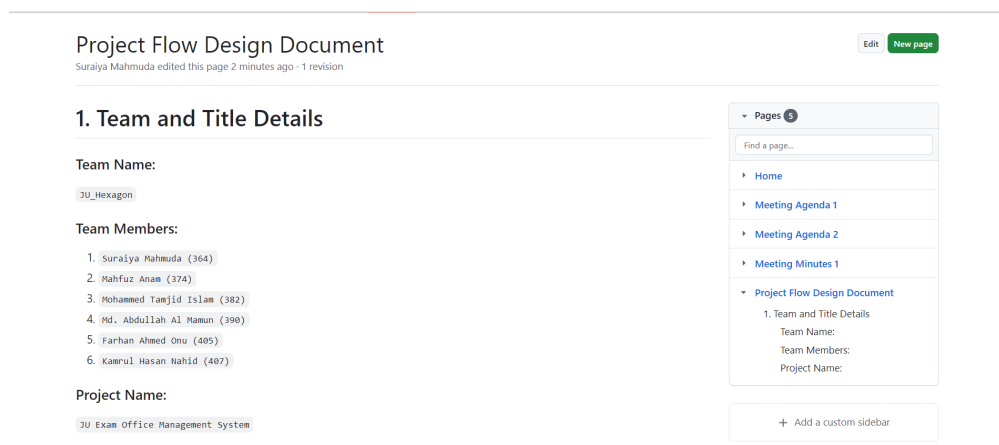 Project Flow Design Document
Edit
New page
Suraiya Mahmuda edited this page 2 minutes ago · 1 revision
1. Team and Title Details
Team Name:
JU_Hexagon
Team Members:
1. Suraiya Mahmuda (364)
2. Mahfuz Anam (374)
3. Mohammed Tamjid Islam (382)
4. Md. Abdullah Al Mamun (390)
5. Farhan Ahmed Onu (405)
6. Kamrul Hasan Nahid (407)
Project Name:
JU Exam Office Management System
Pages 5
Find a page...
Home
Meeting Agenda 1
Meeting Agenda 2
Meeting Minutes 1
Project Flow Design Document
1. Team and Title Details
Team Name:
Team Members:
Project Name:
+ Add a custom sidebar